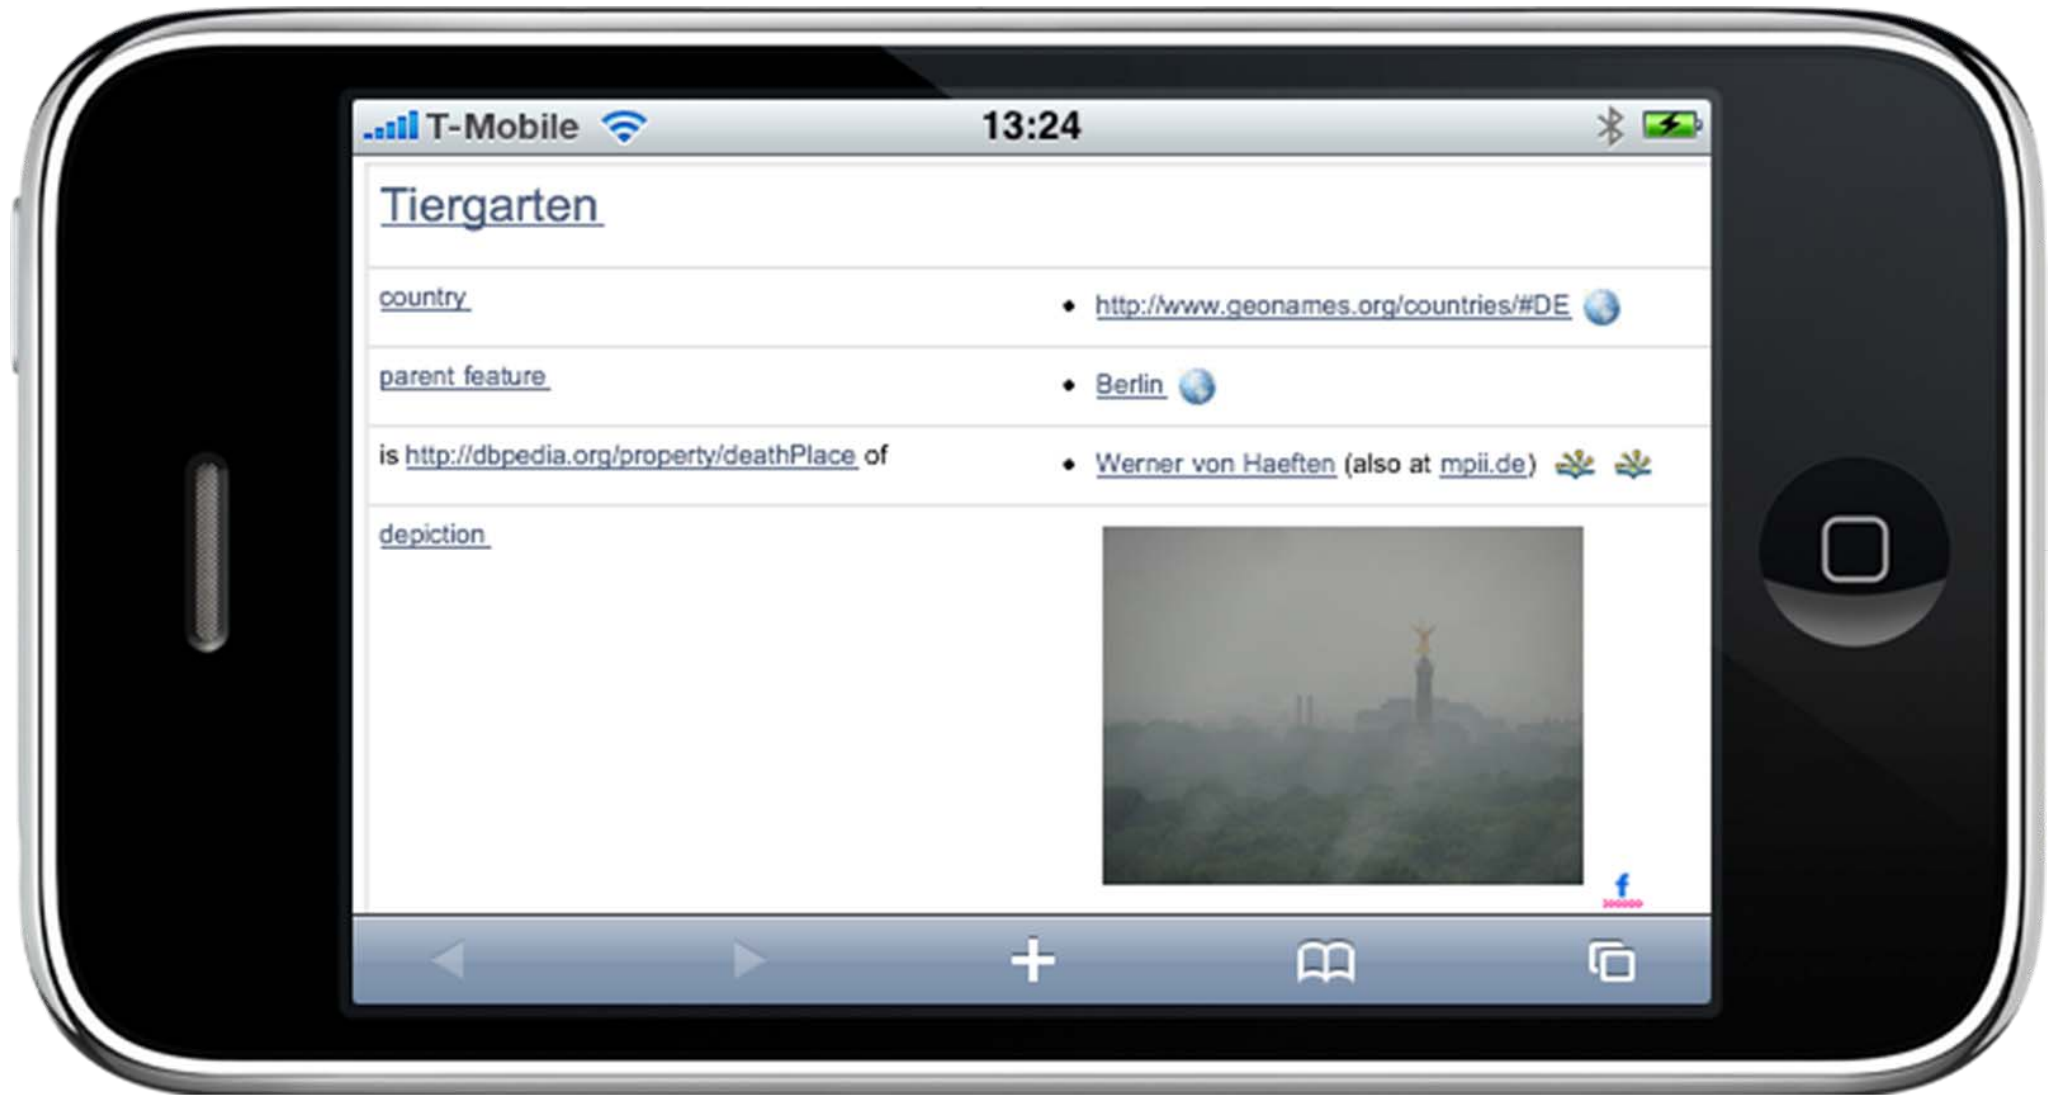 T-Mobile 13:24
Tiergarten
country • http://www.geonames.org/countries/#DE
parent feature • Berlin
is http://dbpedia.org/property/deathPlace of • Werner von Haeften (also at mpii.de)
depiction
f